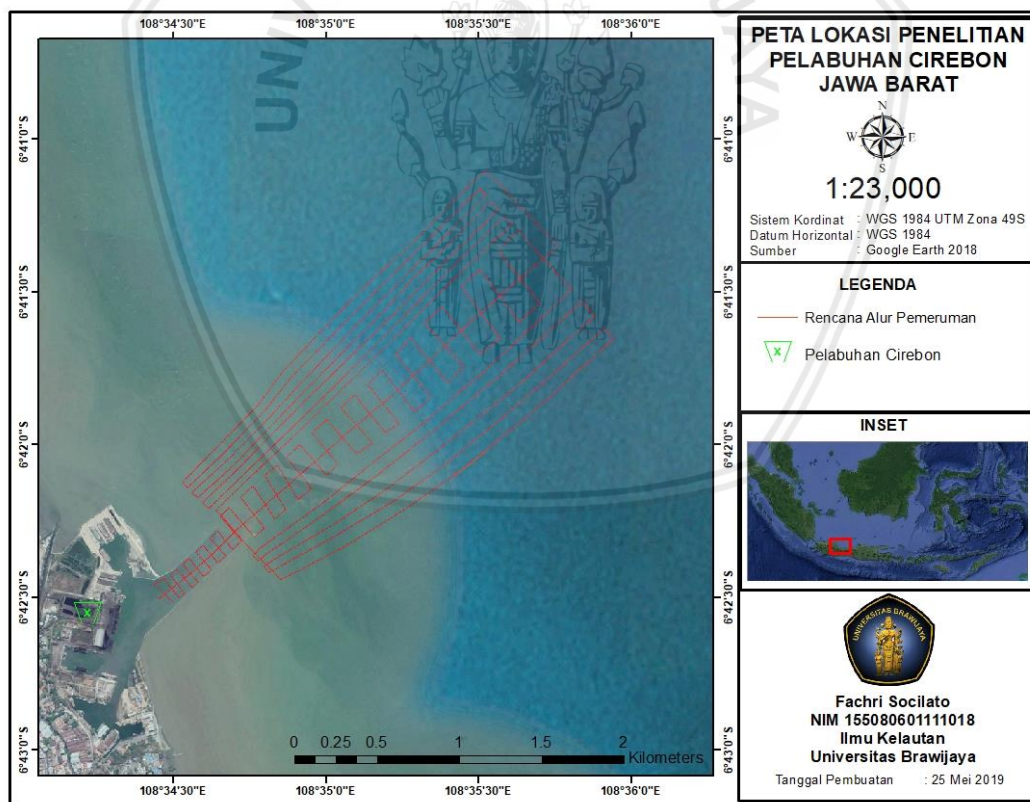 108°34'30"E 108°35'0"E 108°35'30"E 108°36'0"E
6°41'0"S 6°41'0"S
6°41'30"S 6°41'30"S
6°42'0"S 6°42'0"S
6°42'30"S 6°42'30"S
6°43'0"S 6°43'0"S
UNI
JAYA
0 0.25 0.5 1 1.5 2
Kilometers
108°34'30"E 108°35'0"E 108°35'30"E 108°36'0"E
PETA LOKASI PENELITIAN
PELABUHAN CIREBON
JAWA BARAT
N
W E
S
1:23,000
Sistem Kordinat : WGS 1984 UTM Zona 49S
Datum Horizontal : WGS 1984
Sumber : Google Earth 2018
LEGENDA
Rencana Alur Pemeruman
Pelabuhan Cirebon
INSET
UNIVERSITAS BRAWIJAYA
Fachri Socilato
NIM 155080601111018
Ilmu Kelautan
Universitas Brawijaya
Tanggal Pembuatan : 25 Mei 2019